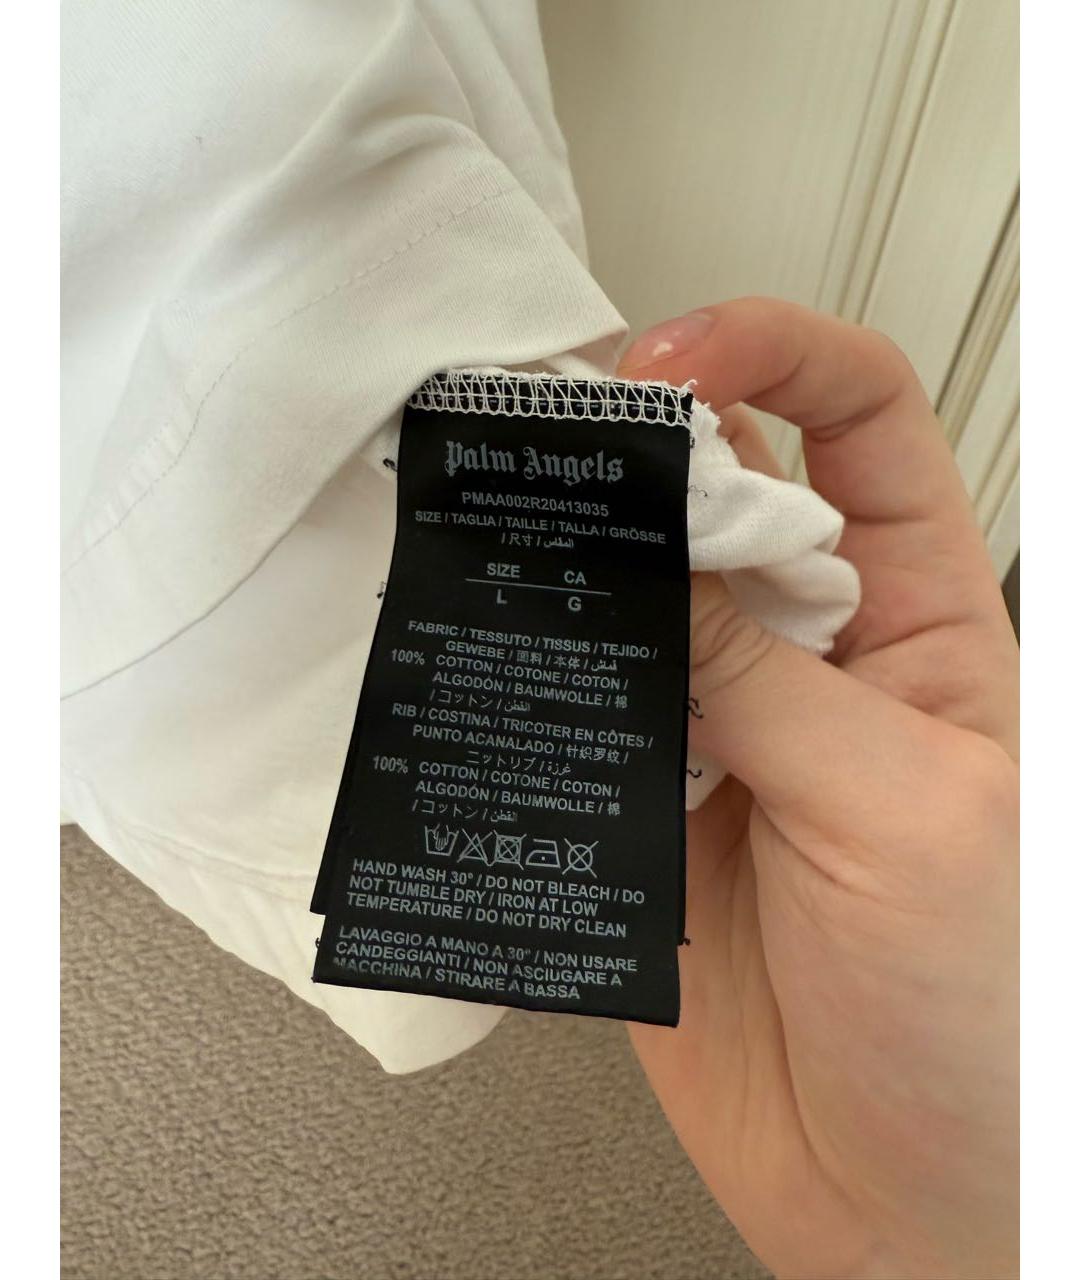 Palm Angels
PMAA002R20413035
SIZE / TAGLIA / TAILLE / TALLA / GRÖSSE
/ 尺寸 / المقاس
SIZE CA
L G
FABRIC / TESSUTO / TISSUS / TEJIDO /
GEWEBE / 面料 / 本体 / قماش
100% COTTON / COTONE / COTON /
ALGODÓN / BAUMWOLLE / 棉
/ コットン / القطن
RIB / COSTINA / TRICOTER EN CÔTES /
PUNTO ACANALADO / 针织罗纹 /
ニットリブ / غرزة
100% COTTON / COTONE / COTON /
ALGODÓN / BAUMWOLLE / 棉
/ コットン / القطن
HAND WASH 30° / DO NOT BLEACH / DO
NOT TUMBLE DRY / IRON AT LOW
TEMPERATURE / DO NOT DRY CLEAN
LAVAGGIO A MANO A 30° / NON USARE
CANDEGGIANTI / NON ASCIUGARE A
MACCHINA / STIRARE A BASSA